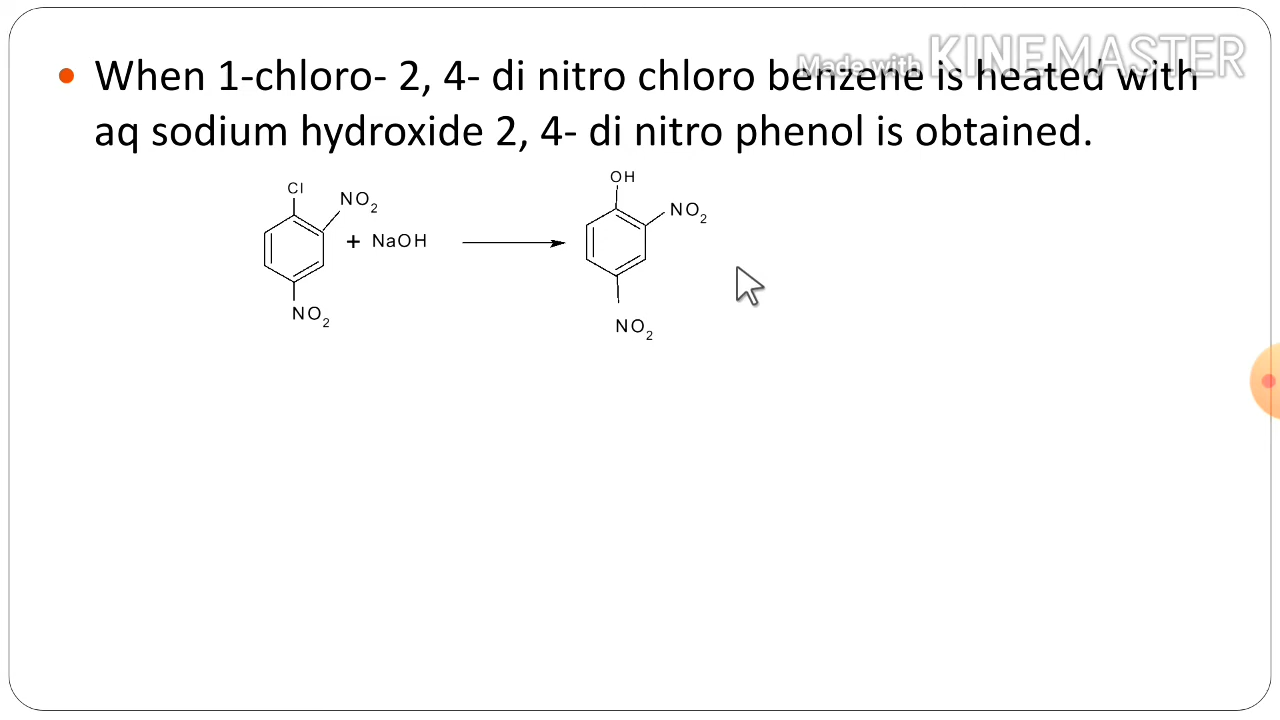 Made with KINEMASTER
When 1-chloro- 2, 4- di nitro chloro benzene is heated with
aq sodium hydroxide 2, 4- di nitro phenol is obtained.
Cl
NO2
+ NaOH
NO2
OH
NO2
NO2